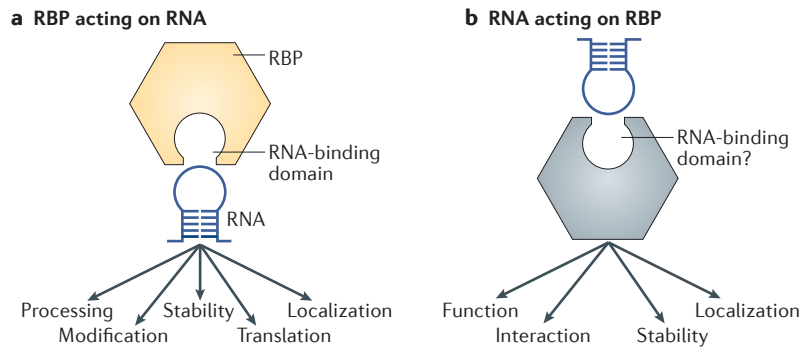 a RBP acting on RNA
RBP
RNA-binding
domain
RNA
Processing
Stability
Localization
Modification
Translation
b RNA acting on RBP
RNA-binding
domain?
Function
Localization
Interaction
Stability